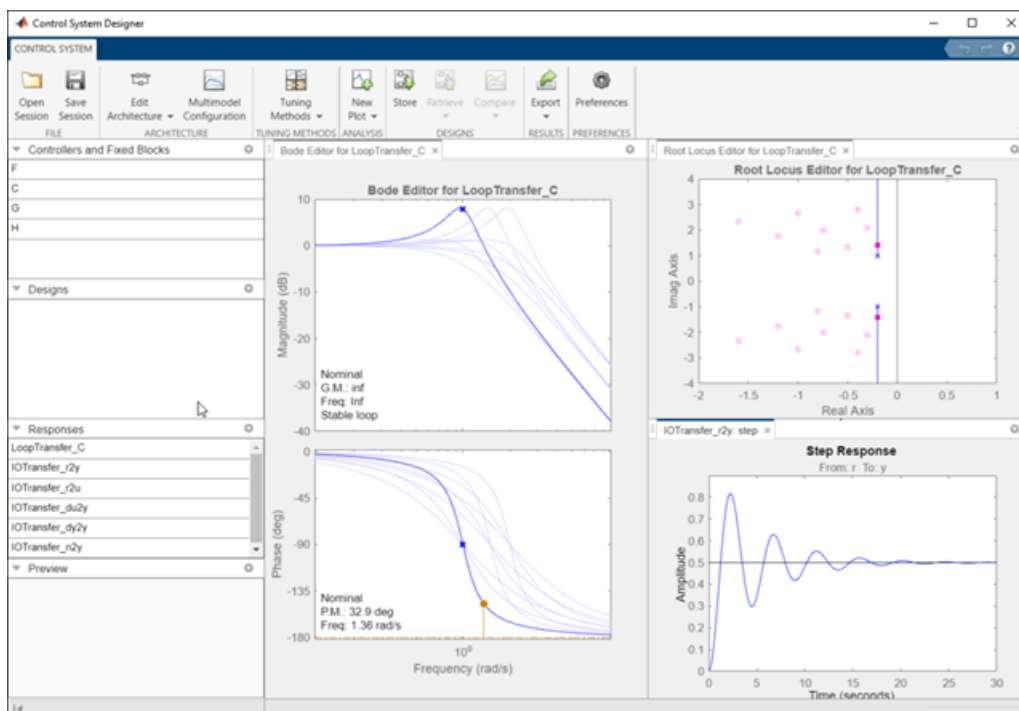 Control System Designer
CONTROL SYSTEM
Open Session
Save Session
Edit Architecture
Multimodel Configuration
Tuning Methods
New Plot
Store
Retrieve
Compare
Export
Preferences
FILE
ARCHITECTURE
TUNING METHODS
ANALYSIS
DESIGNS
RESULTS
PREFERENCES
Controllers and Fixed Blocks
F
C
G
H
Designs
Responses
LoopTransfer_C
IOTransfer_r2y
IOTransfer_r2u
IOTransfer_du2y
IOTransfer_dy2y
IOTransfer_n2y
Preview
Bode Editor for LoopTransfer_C
Bode Editor for LoopTransfer_C
Magnitude (dB)
10
0
-10
-20
-30
-40
Nominal
G.M.: inf
Freq: Inf
Stable loop
Phase (deg)
0
-45
-90
-135
-180
Nominal
P.M.: 32.9 deg
Freq: 1.36 rad/s
10⁰
Frequency (rad/s)
Root Locus Editor for LoopTransfer_C
Root Locus Editor for LoopTransfer_C
Imag Axis
4
3
2
1
0
-1
-2
-3
-4
-2 -1.5 -1 -0.5 0 0.5 1
Real Axis
IOTransfer_r2y: step
Step Response
From: r To: y
Amplitude
0.8
0.7
0.6
0.5
0.4
0.3
0.2
0.1
0
0 5 10 15 20 25 30
Time (seconds)